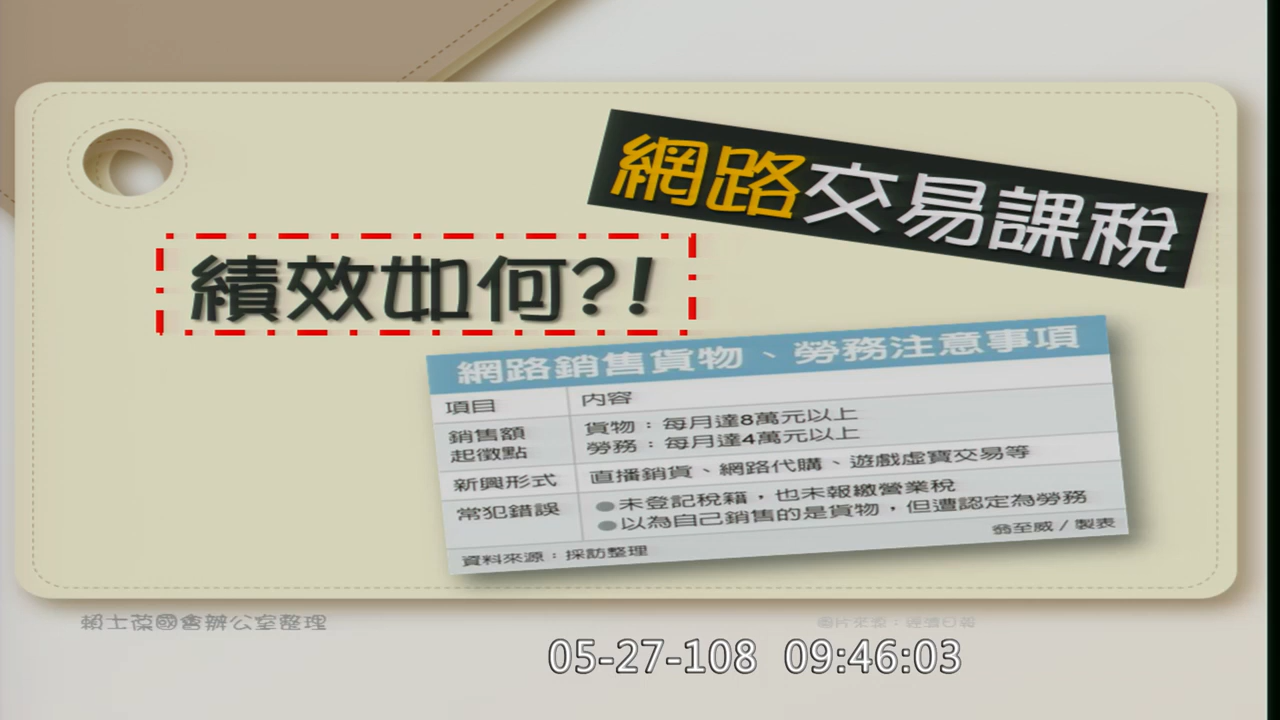 網路交易課稅
績效如何?!
網路銷售貨物、勞務注意事項
項目 內容
銷售額起徵點 貨物：每月達8萬元以上
勞務：每月達4萬元以上
新興形式 直播銷貨、網路代購、遊戲虛寶交易等
常犯錯誤 ●未登記稅籍，也未報繳營業稅
●以為自己銷售的是貨物，但遭認定為勞務
資料來源：採訪整理 翁至威／製表
賴士葆國會辦公室整理
圖片來源：經濟日報
05-27-108 09:46:03